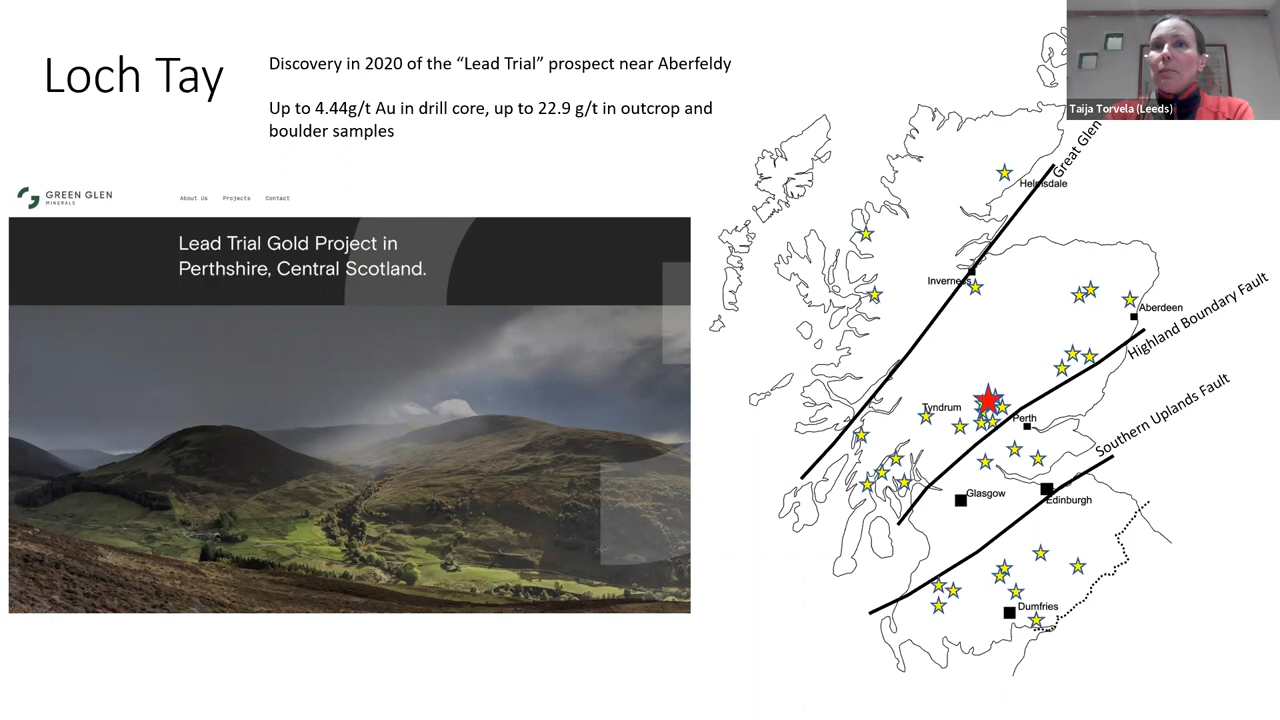 Loch Tay
Discovery in 2020 of the “Lead Trial” prospect near Aberfeldy
Up to 4.44g/t Au in drill core, up to 22.9 g/t in outcrop and
boulder samples
GREEN GLEN
MINERALS
About Us Projects Contact
Lead Trial Gold Project in
Perthshire, Central Scotland.
Taija Torvela (Leeds)
Great Glen
Helmsdale
Inverness
Aberdeen
Highland Boundary Fault
Tyndrum
Perth
Southern Uplands Fault
Glasgow
Edinburgh
Dumfries